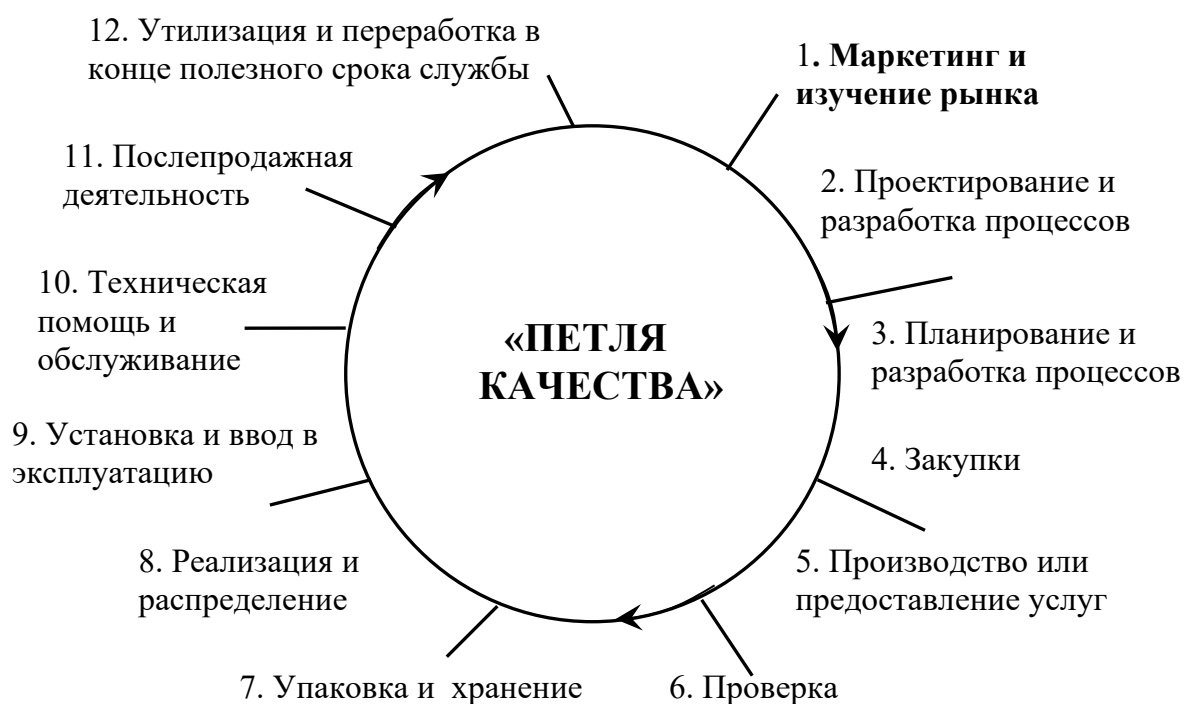 12. Утилизация и переработка в
конце полезного срока службы
1. Маркетинг и
изучение рынка
11. Послепродажная
деятельность
2. Проектирование и
разработка процессов
10. Техническая
помощь и
обслуживание
«ПЕТЛЯ
КАЧЕСТВА»
3. Планирование и
разработка процессов
9. Установка и ввод в
эксплуатацию
4. Закупки
8. Реализация и
распределение
5. Производство или
предоставление услуг
7. Упаковка и хранение
6. Проверка